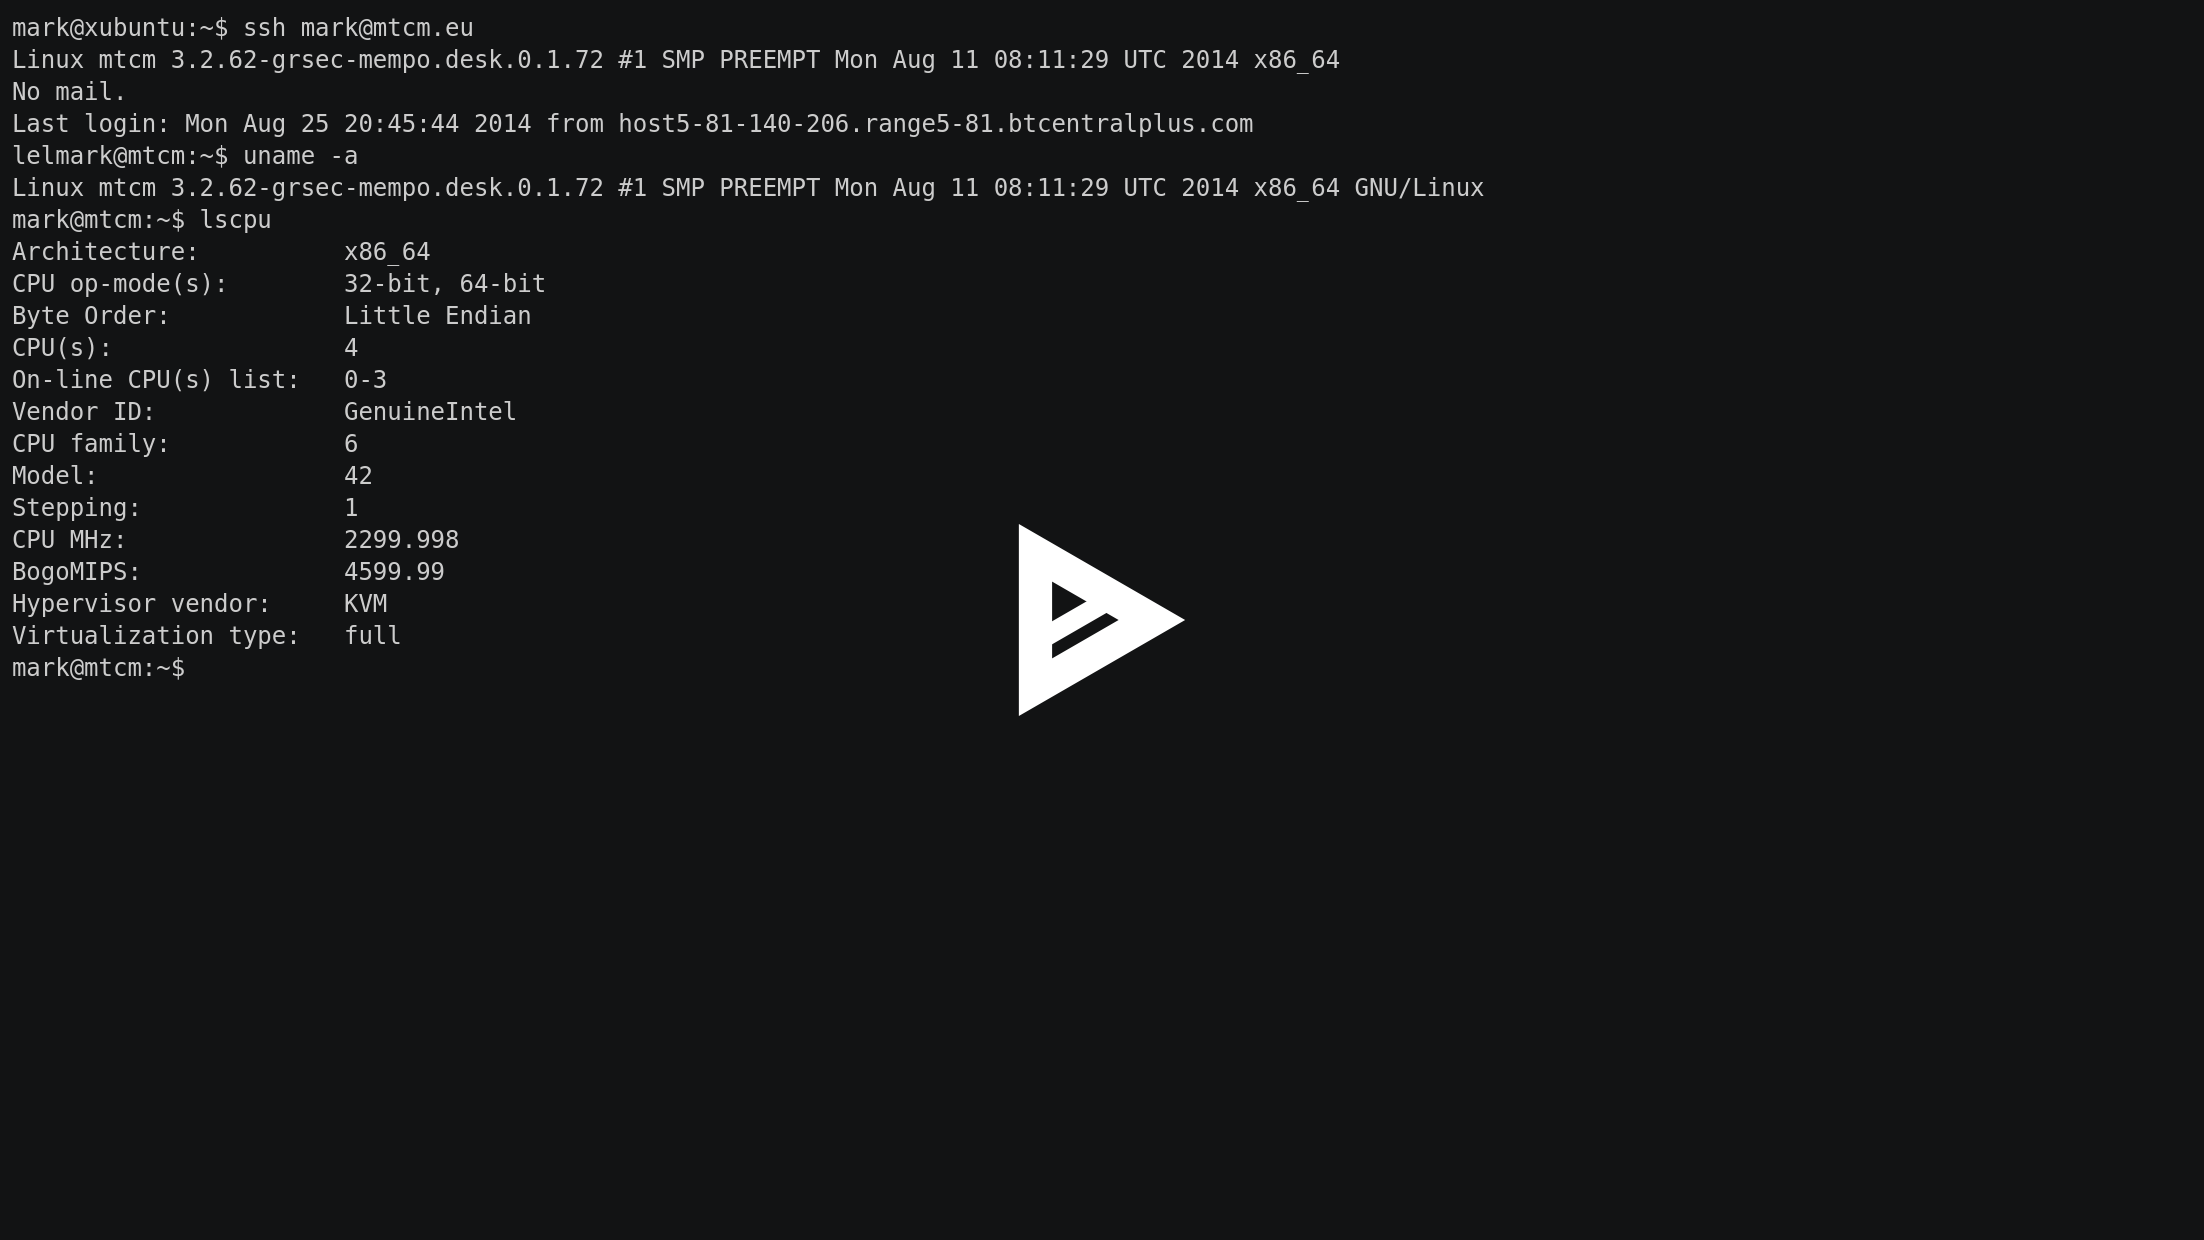 mark@xubuntu:~$ ssh mark@mtcm.eu
Linux mtcm 3.2.62-grsec-mempo.desk.0.1.72 #1 SMP PREEMPT Mon Aug 11 08:11:29 UTC 2014 x86_64
No mail.
Last login: Mon Aug 25 20:45:44 2014 from host5-81-140-206.range5-81.btcentralplus.com
lelmark@mtcm:~$ uname -a
Linux mtcm 3.2.62-grsec-mempo.desk.0.1.72 #1 SMP PREEMPT Mon Aug 11 08:11:29 UTC 2014 x86_64 GNU/Linux
mark@mtcm:~$ lscpu
Architecture:          x86_64
CPU op-mode(s):        32-bit, 64-bit
Byte Order:            Little Endian
CPU(s):                4
On-line CPU(s) list:   0-3
Vendor ID:             GenuineIntel
CPU family:            6
Model:                 42
Stepping:              1
CPU MHz:               2299.998
BogoMIPS:              4599.99
Hypervisor vendor:     KVM
Virtualization type:   full
mark@mtcm:~$